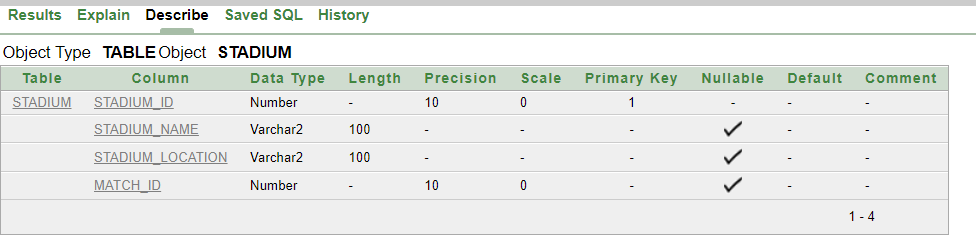 Results Explain Describe Saved SQL History
Object Type TABLE Object STADIUM
Table Column Data Type Length Precision Scale Primary Key Nullable Default Comment
STADIUM STADIUM_ID Number - 10 0 1 - - -
STADIUM_NAME Varchar2 100 - - - - -
STADIUM_LOCATION Varchar2 100 - - - - -
MATCH_ID Number - 10 0 - - -
1 - 4